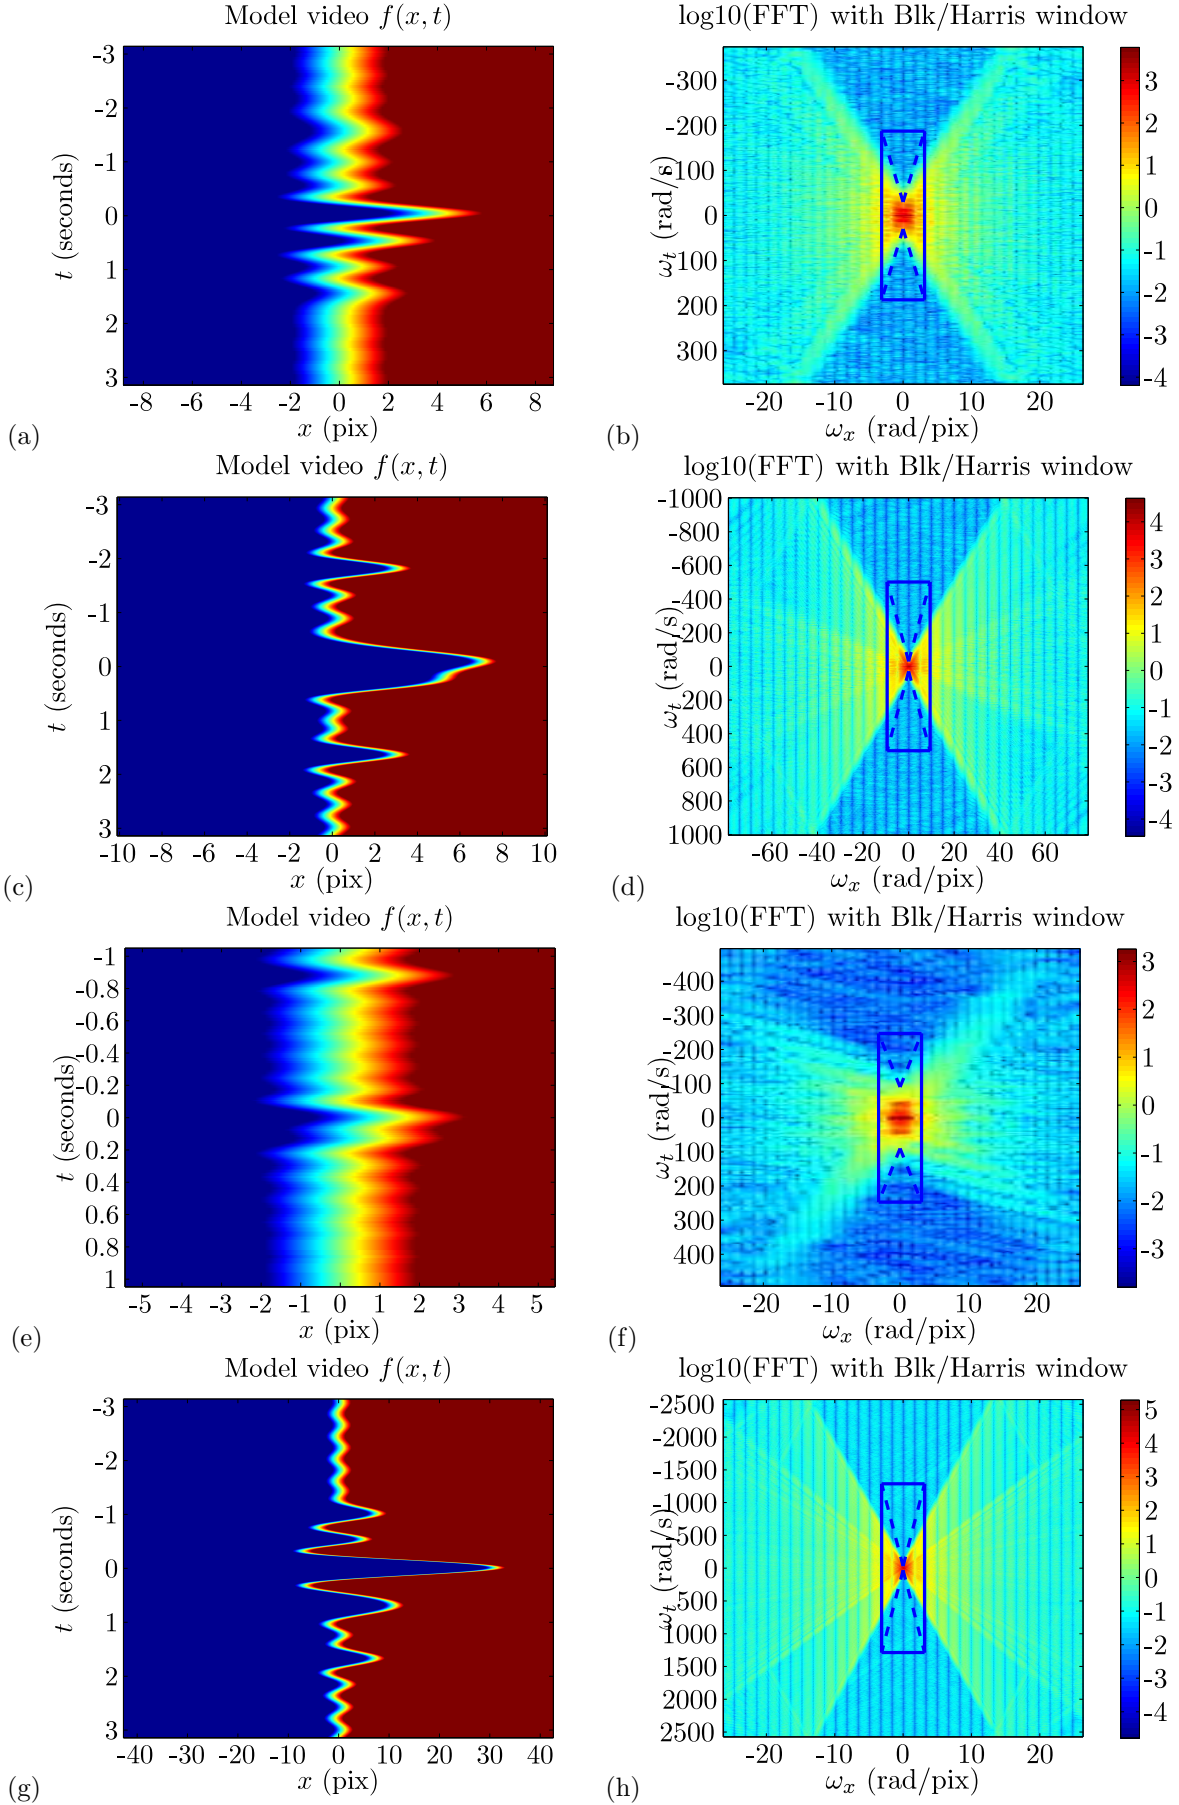 Model video f(x, t)
log10(FFT) with Blk/Harris window
-3
-2
-1
0
1
2
3
t (seconds)
-8 -6 -4 -2 0 2 4 6 8
x (pix)
(a)
-300
-200
-100
0
100
200
300
ωt (rad/s)
-20 -10 0 10 20
ωx (rad/pix)
3
2
1
0
-1
-2
-3
-4
(b)
Model video f(x, t)
log10(FFT) with Blk/Harris window
-3
-2
-1
0
1
2
3
t (seconds)
-10 -8 -6 -4 -2 0 2 4 6 8 10
x (pix)
(c)
-1000
-800
-600
-400
-200
0
200
400
600
800
1000
ωt (rad/s)
-60 -40 -20 0 20 40 60
ωx (rad/pix)
4
3
2
1
0
-1
-2
-3
-4
(d)
Model video f(x, t)
log10(FFT) with Blk/Harris window
-1
-0.8
-0.6
-0.4
-0.2
0
0.2
0.4
0.6
0.8
1
t (seconds)
-5 -4 -3 -2 -1 0 1 2 3 4 5
x (pix)
(e)
-400
-300
-200
-100
0
100
200
300
400
ωt (rad/s)
-20 -10 0 10 20
ωx (rad/pix)
3
2
1
0
-1
-2
-3
(f)
Model video f(x, t)
log10(FFT) with Blk/Harris window
-3
-2
-1
0
1
2
3
t (seconds)
-40 -30 -20 -10 0 10 20 30 40
x (pix)
(g)
-2500
-2000
-1500
-1000
-500
0
500
1000
1500
2000
2500
ωt (rad/s)
-20 -10 0 10 20
ωx (rad/pix)
5
4
3
2
1
0
-1
-2
-3
-4
(h)